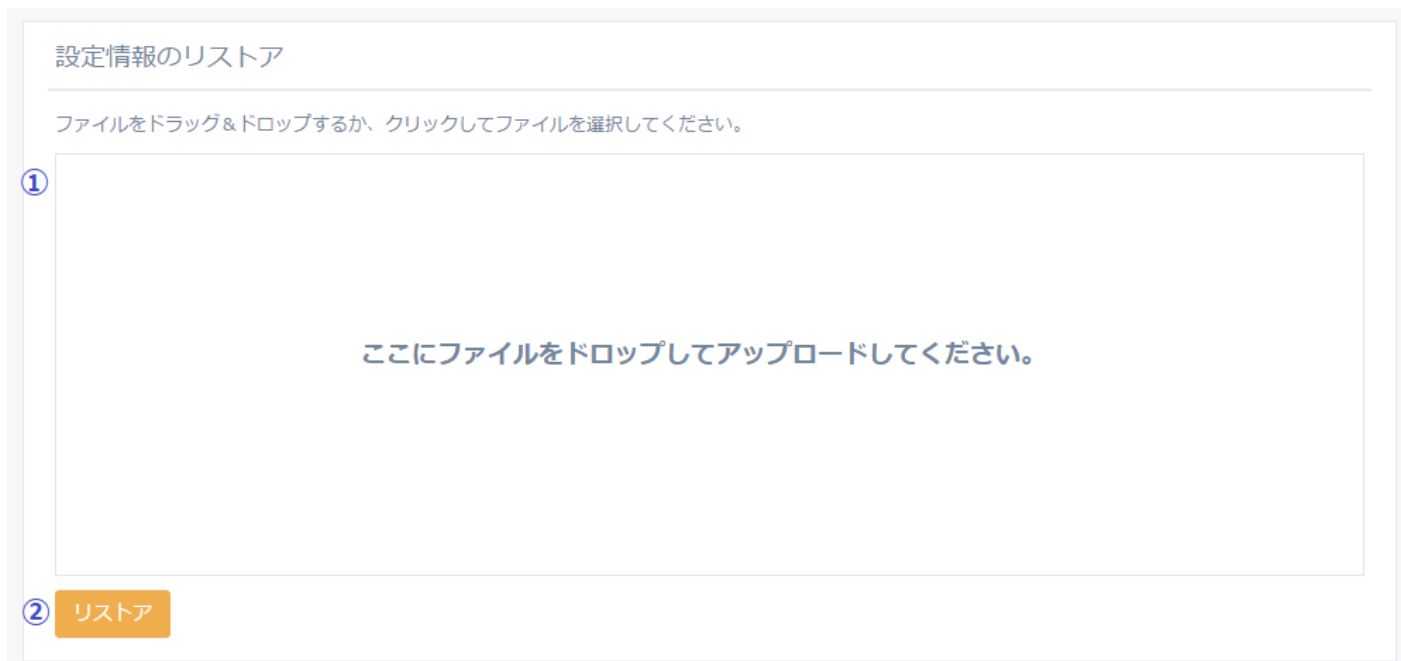 設定情報のリストア
ファイルをドラッグ&ドロップするか、クリックしてファイルを選択してください。
①
ここにファイルをドロップしてアップロードしてください。
② リストア